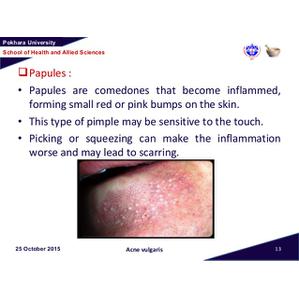 Pokhara University
School of Health and Allied Sciences
Papules :
• Papules are comedones that become inflamed,
forming small red or pink bumps on the skin.
• This type of pimple may be sensitive to the touch.
• Picking or squeezing can make the inflammation
worse and may lead to scarring.
25 October 2015
Acne vulgaris
13